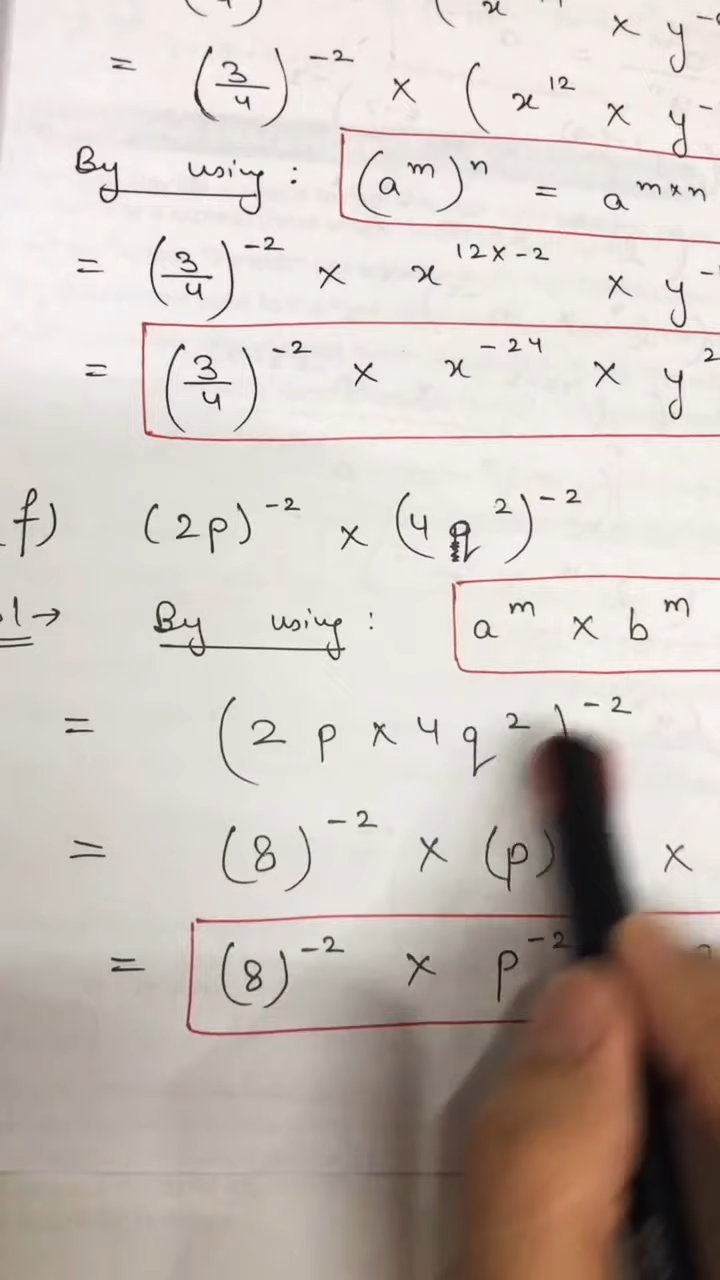 = (3/4)^-2 × (x^12 × y^-
By using: (a^m)^n = a^m×n
= (3/4)^-2 × x^12×-2 × y^-
= (3/4)^-2 × x^-24 × y^2
f) (2p)^-2 × (4q^2)^-2
By using: a^m × b^m
= (2p × 4q^2)^-2
= (8)^-2 × (p) ×
= (8)^-2 × p^-2